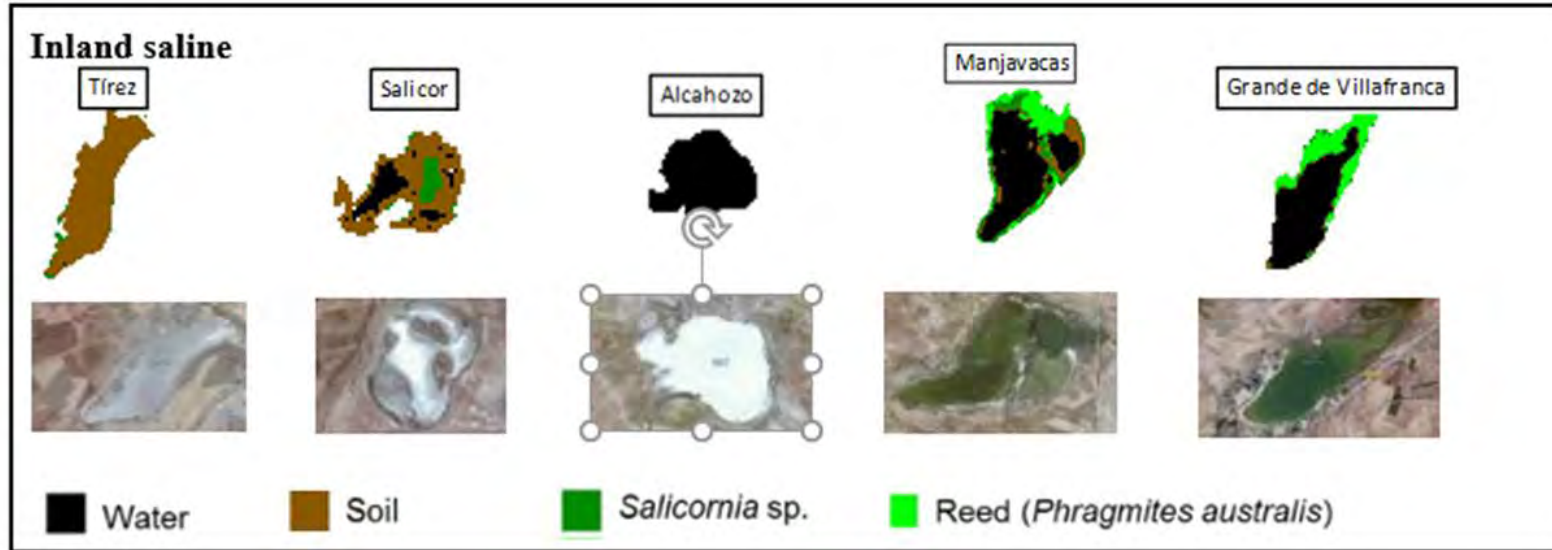 Inland saline
Tírez
Salicor
Alcahozo
Manjavacas
Grande de Villafranca
Water
Soil
Salicornia sp.
Reed (Phragmites australis)